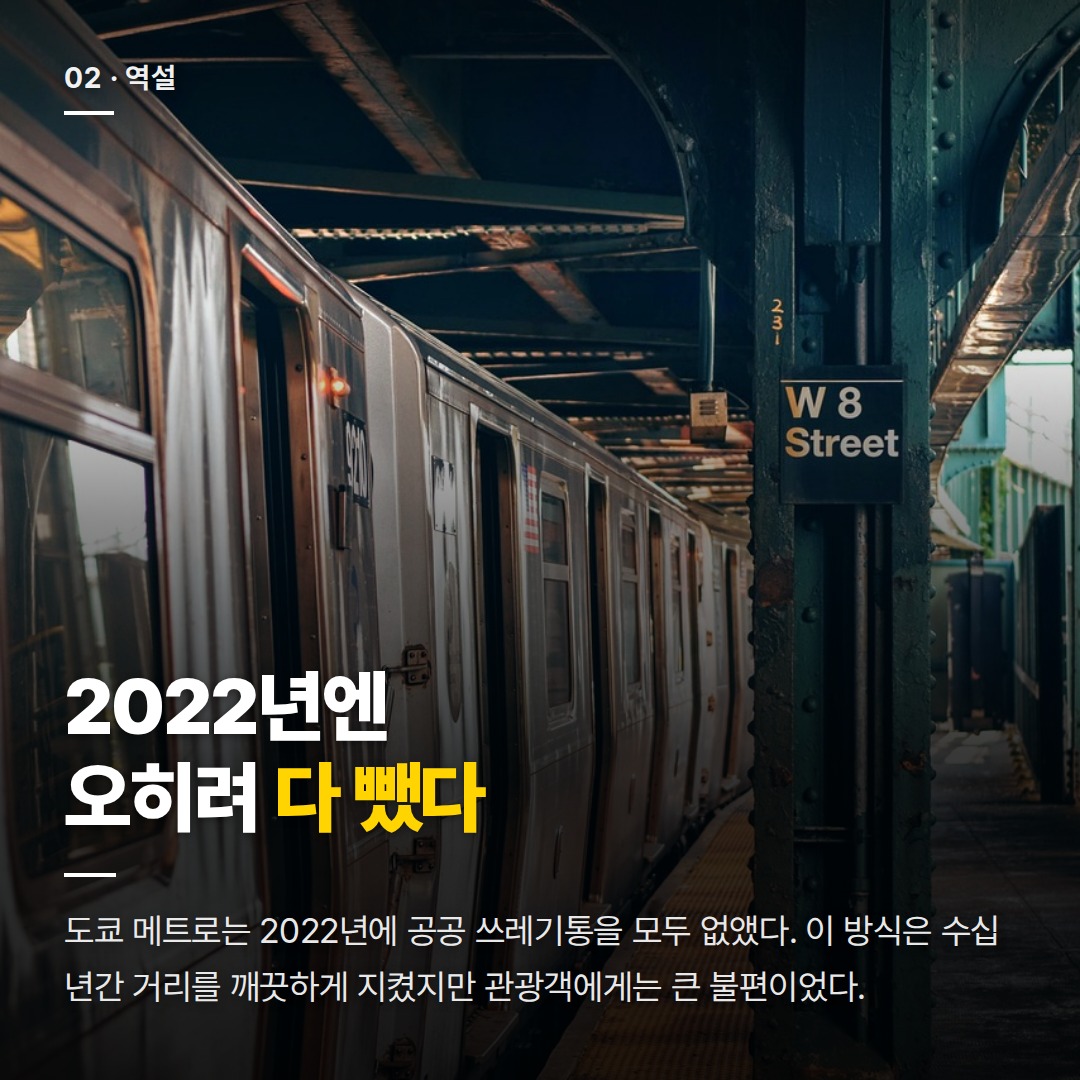 02 · 역설
2
3
1
W 8
Street
9210
2022년엔
오히려 다 뺐다
도쿄 메트로는 2022년에 공공 쓰레기통을 모두 없앴다. 이 방식은 수십
년간 거리를 깨끗하게 지켰지만 관광객에게는 큰 불편이었다.